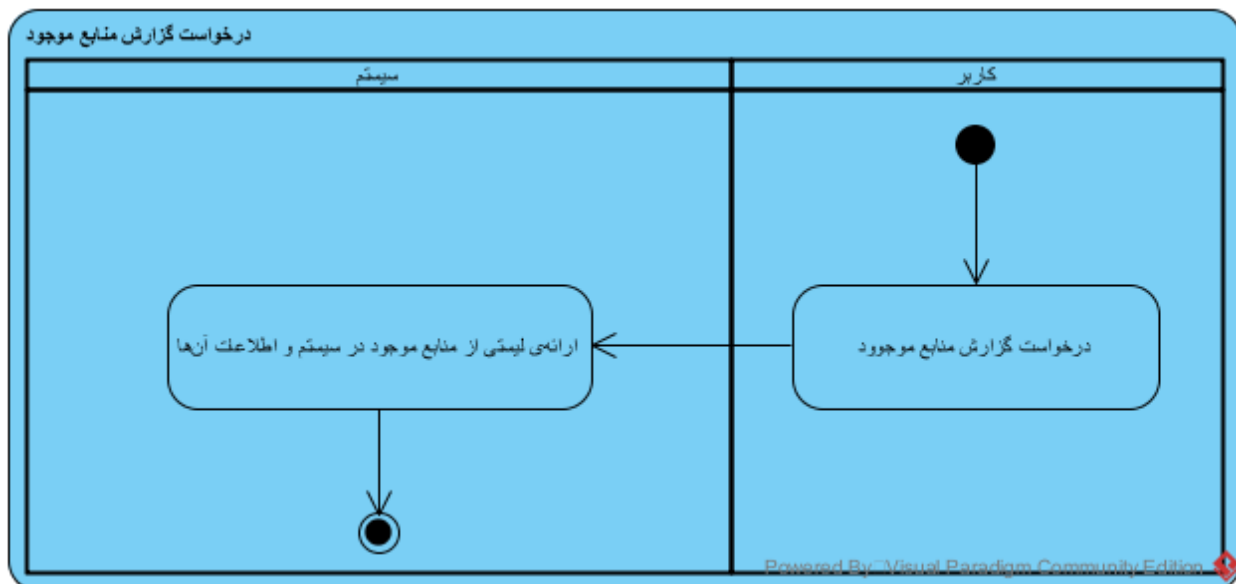 درخواست گزارش منابع موجود
کاربر
سیستم
درخواست گزارش منابع موجوود
ارائه‌ی لیستی از منابع موجود در سیستم و اطلاعات آن‌ها
Powered By Visual Paradigm Community Edition